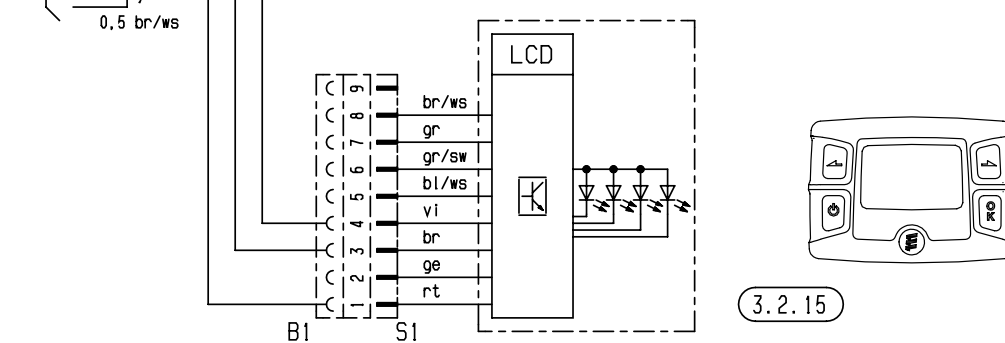 0,5 br/ws
LCD
9
8 br/ws
7 gr
6 gr/sw
5 bl/ws
4 vi
3 br
2 ge
1 rt
B1 S1
OK
3.2.15